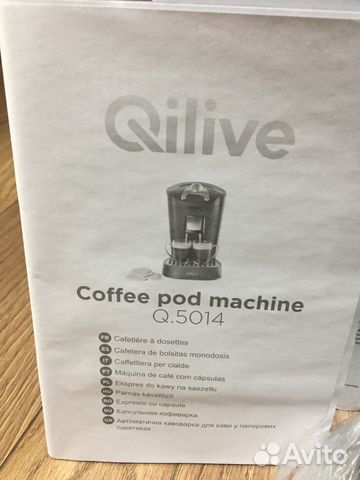 Qilive
Coffee pod machine
Q.5014
FR Cafetière à dosettes
ES Cafetera de bolsitas monodosis
IT Caffettiera per cialde
PT Máquina de café com cápsulas
PL Ekspres do kawy na saszetki
HU Párnás kávéfőző
RO Expresor cu capsule
RU Капсульная кофеварка
UA Автоматична кавоварка для кави у паперових
пакетиках
Avito